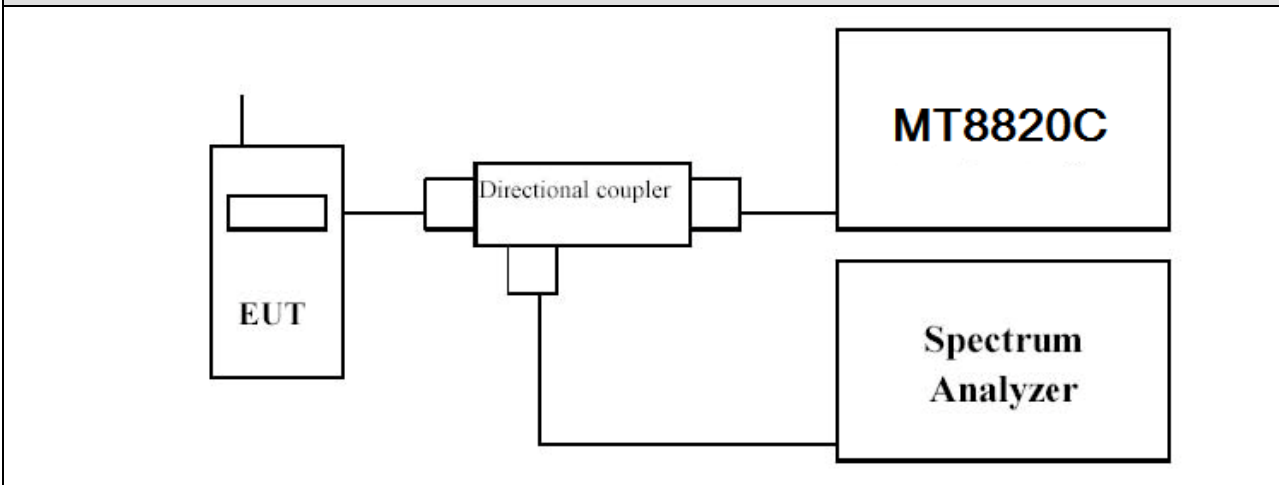 MT8820C
Directional coupler
EUT
Spectrum
Analyzer